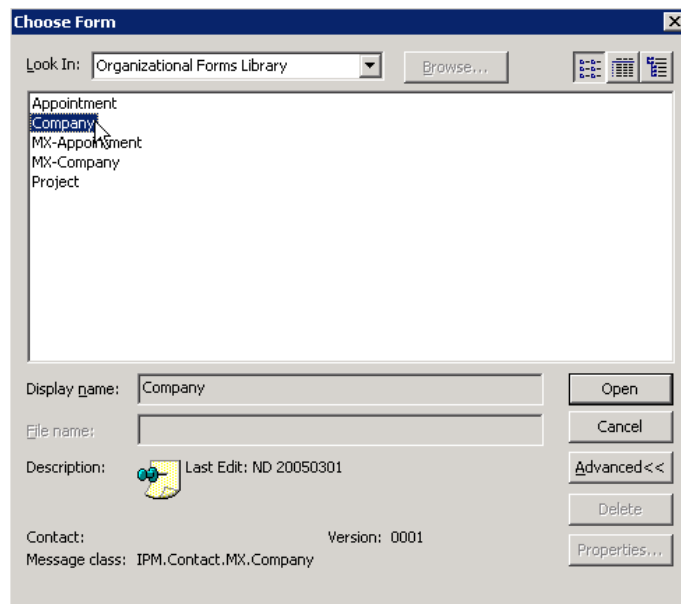 Choose Form
Look In: Organizational Forms Library Browse...
Appointment
Company
MX-Appointment
MX-Company
Project
Display name: Company Open
File name: Cancel
Description: Last Edit: ND 20050301 Advanced<<
Delete
Contact: Version: 0001
Properties...
Message class: IPM.Contact.MX.Company